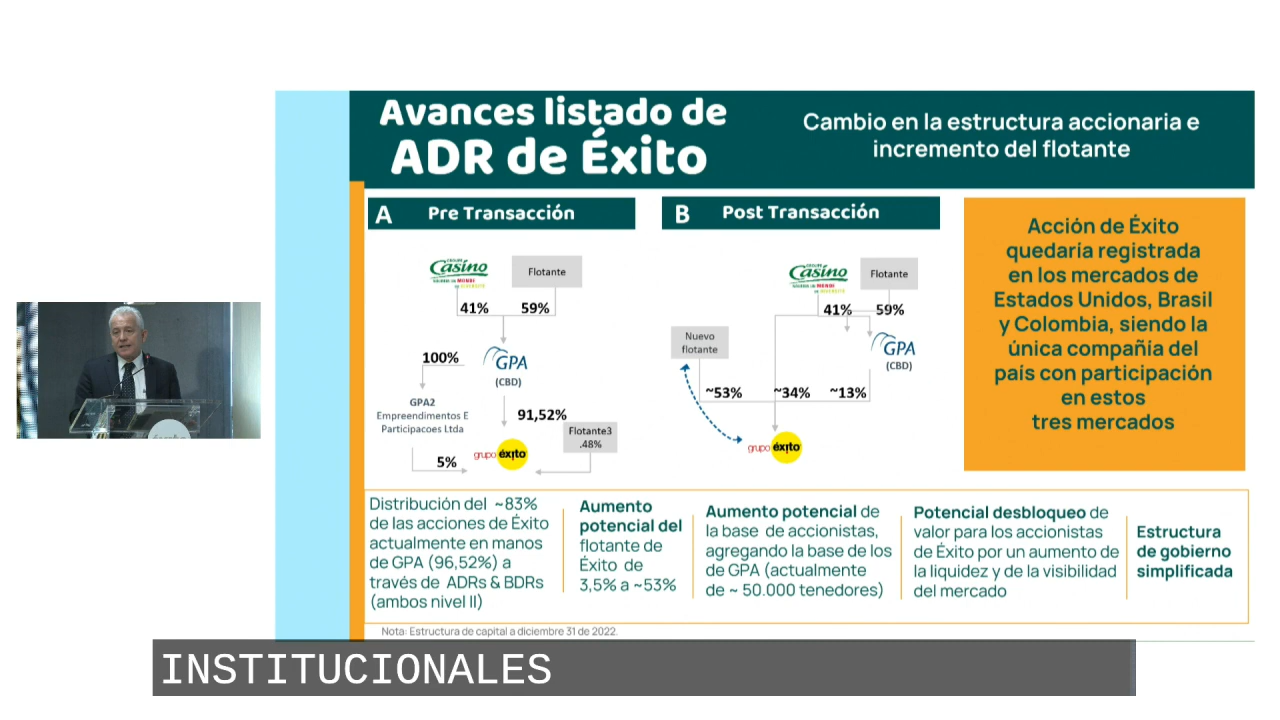 Avances listado de
ADR de Éxito
Cambio en la estructura accionaria e
incremento del flotante
A Pre Transacción
Casino
Flotante
41% 59%
100%
GPA
(CBD)
GPA2
Empreendimentos E
Participacoes Ltda
91,52%
Flotante3
.48%
grupo éxito
5%
B Post Transacción
Casino
Flotante
41% 59%
Nuevo
flotante
GPA
(CBD)
~53% ~34% ~13%
grupo éxito
Acción de Éxito
quedaría registrada
en los mercados de
Estados Unidos, Brasil
y Colombia, siendo la
única compañía del
país con participación
en estos
tres mercados
Distribución del ~83%
de las acciones de Éxito
actualmente en manos
de GPA (96,52%) a
través de ADRs & BDRs
(ambos nivel II)
Aumento
potencial del
flotante de
Éxito de
3,5% a ~53%
Aumento potencial de
la base de accionistas,
agregando la base de los
de GPA (actualmente
de ~ 50.000 tenedores)
Potencial desbloqueo de
valor para los accionistas
de Éxito por un aumento de
la liquidez y de la visibilidad
del mercado
Estructura
de gobierno
simplificada
Nota: Estructura de capital a diciembre 31 de 2022.
INSTITUCIONALES